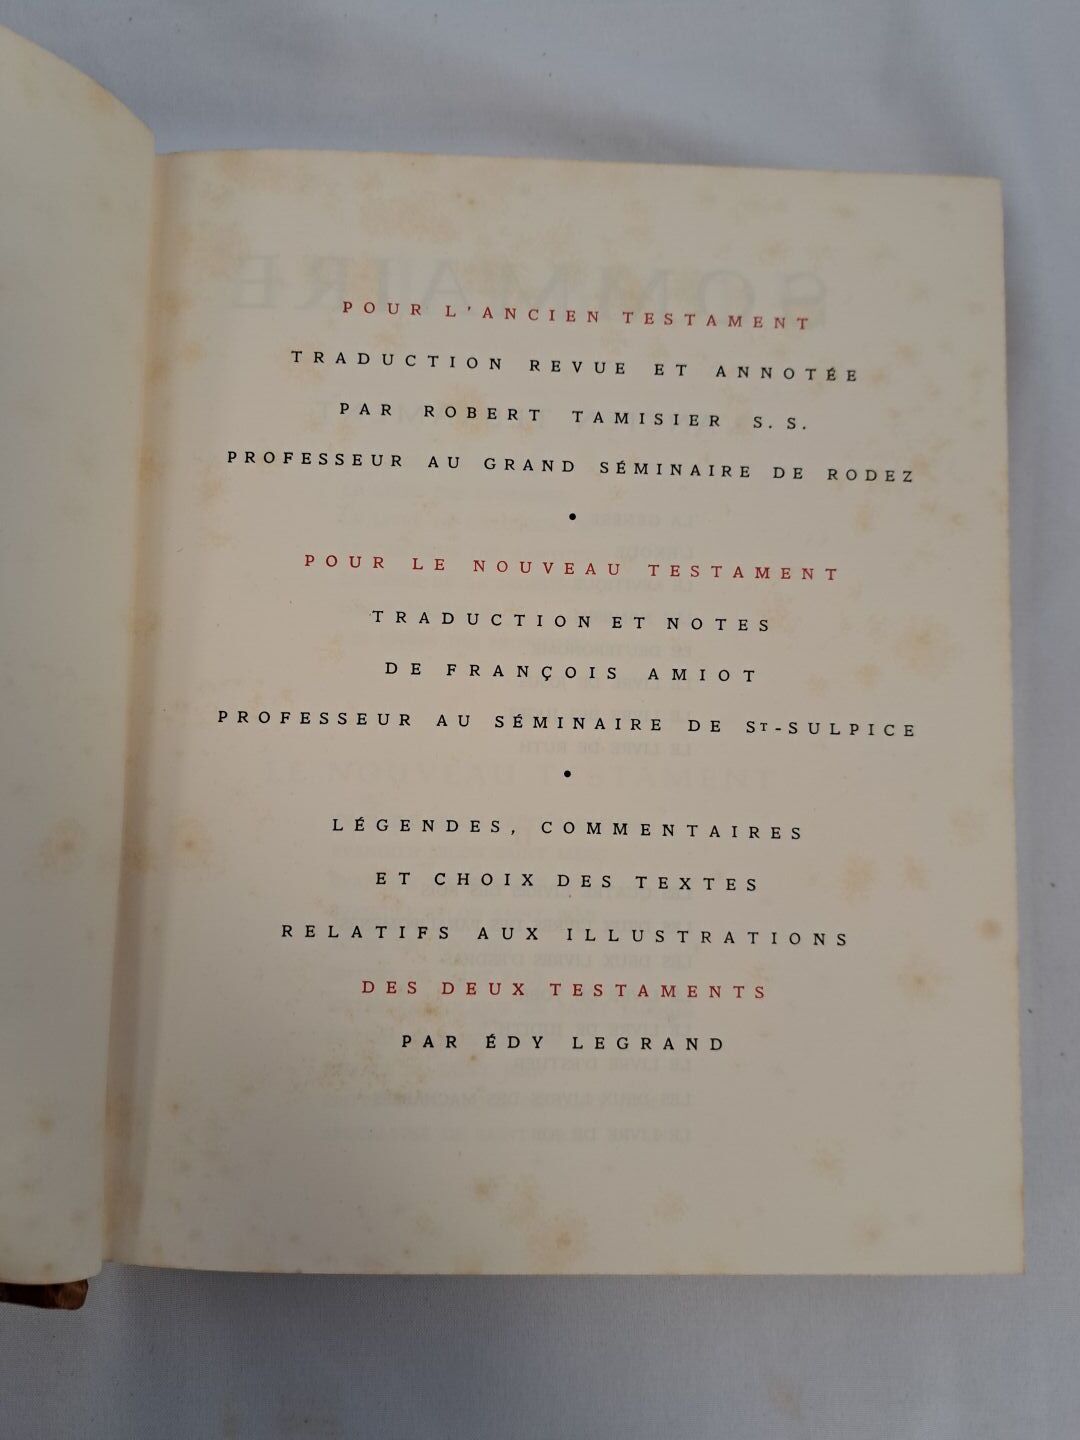 POUR L'ANCIEN TESTAMENT
TRADUCTION REVUE ET ANNOTÉE
PAR ROBERT TAMISIER S. S.
PROFESSEUR AU GRAND SÉMINAIRE DE RODEZ
•
POUR LE NOUVEAU TESTAMENT
TRADUCTION ET NOTES
DE FRANÇOIS AMIOT
PROFESSEUR AU SÉMINAIRE DE ST-SULPICE
•
LÉGENDES, COMMENTAIRES
ET CHOIX DES TEXTES
RELATIFS AUX ILLUSTRATIONS
DES DEUX TESTAMENTS
PAR ÉDY LEGRAND